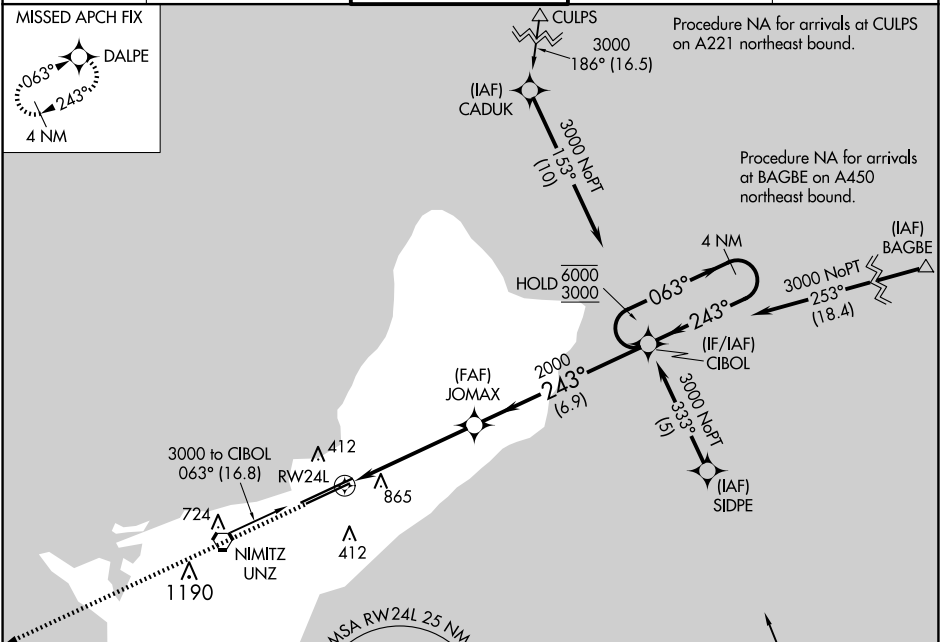 MISSED APCH FIX
DALPE
063°
243°
4 NM
CULPS
3000
186° (16.5)
Procedure NA for arrivals at CULPS
on A221 northeast bound.
(IAF)
CADUK
3000 NoPT
153°
(10)
Procedure NA for arrivals
at BAGBE on A450
northeast bound.
(IAF)
BAGBE
4 NM
HOLD 6000
3000
063°
243°
3000 NoPT
253°
(18.4)
(IF/IAF)
CIBOL
2000
243°
(6.9)
(FAF)
JOMAX
3000 NoPT
333°
(5)
(IAF)
SIDPE
3000 to CIBOL
063° (16.8)
412
RW24L
865
724
NIMITZ
UNZ
412
1190
MSA RW24L 25 NM